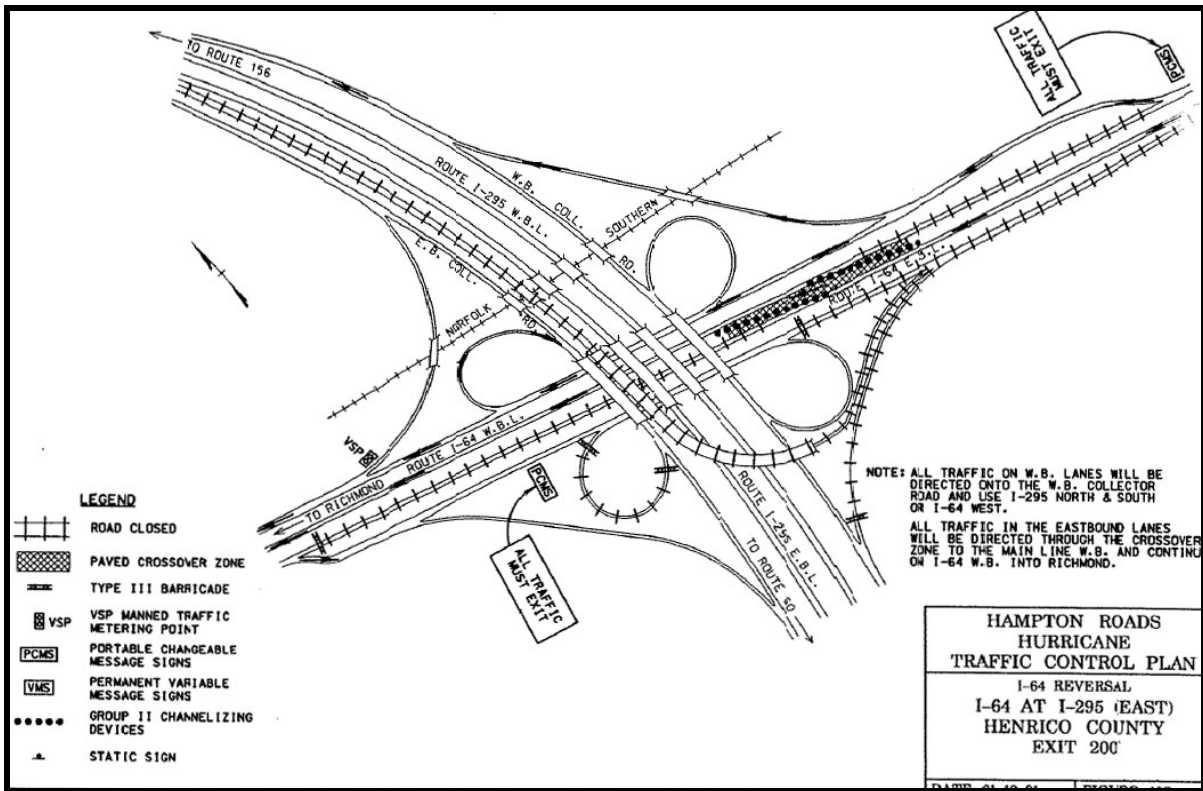 TO ROUTE 156
ALL TRAFFIC
MUST EXIT
PCMS
ROUTE I-295 W.B.L.
W.B. COLL. RD.
SOUTHERN
E.B. COLL. RD.
NORFOLK
ROUTE I-64 E.B.L.
VSP
ROUTE I-64 W.B.L.
TO RICHMOND
PCMS
ALL TRAFFIC
MUST EXIT
ROUTE I-295 E.B.L.
TO ROUTE 60
NOTE: ALL TRAFFIC ON W.B. LANES WILL BE
DIRECTED ONTO THE W.B. COLLECTOR
ROAD AND USE I-295 NORTH & SOUTH
OR I-64 WEST.
ALL TRAFFIC IN THE EASTBOUND LANES
WILL BE DIRECTED THROUGH THE CROSSOVER
ZONE TO THE MAIN LINE W.B. AND CONTINU
ON I-64 W.B. INTO RICHMOND.
LEGEND
ROAD CLOSED
PAVED CROSSOVER ZONE
TYPE III BARRICADE
VSP VSP MANNED TRAFFIC
METERING POINT
PCMS PORTABLE CHANGEABLE
MESSAGE SIGNS
VMS PERMANENT VARIABLE
MESSAGE SIGNS
GROUP II CHANNELIZING
DEVICES
STATIC SIGN
HAMPTON ROADS
HURRICANE
TRAFFIC CONTROL PLAN
I-64 REVERSAL
I-64 AT I-295 (EAST)
HENRICO COUNTY
EXIT 200